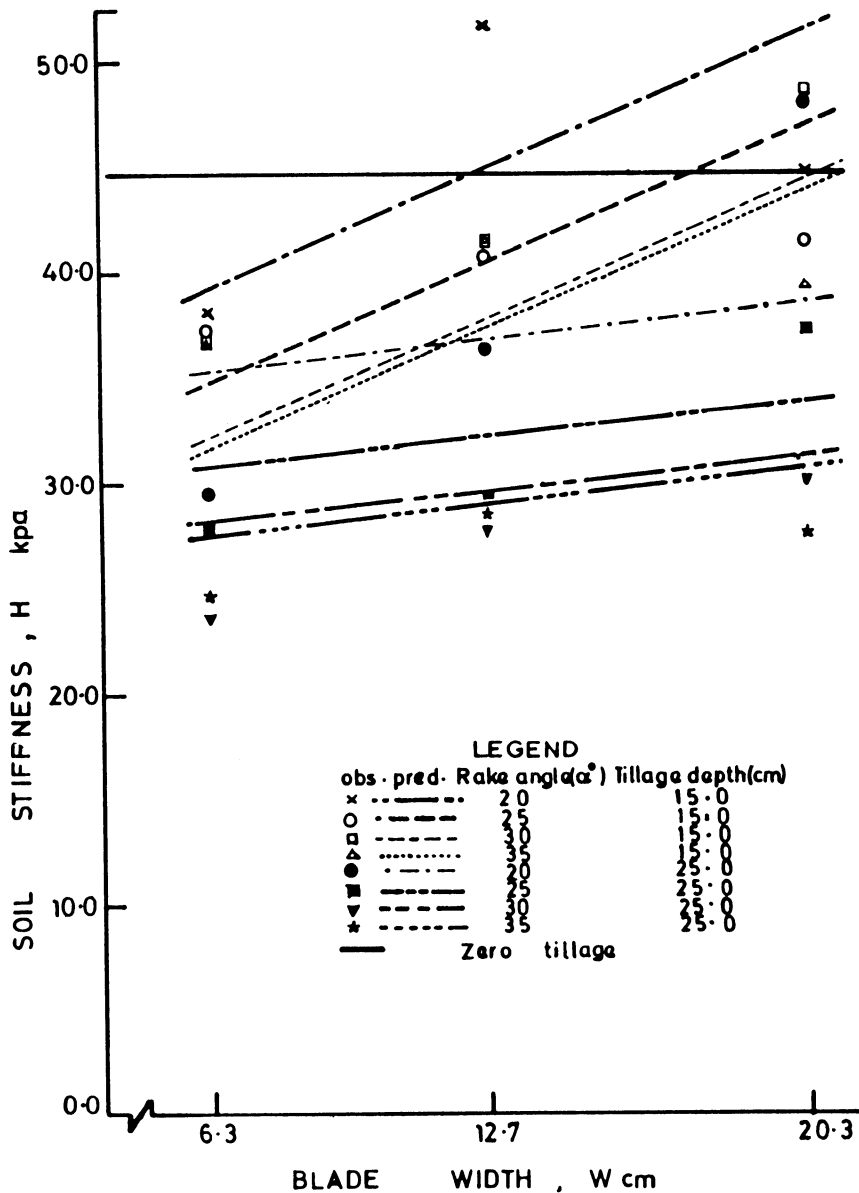 50·0
40·0
30·0
20·0
10·0
0·0
SOIL STIFFNESS , H kpa
LEGEND
obs. pred. Rake angle(α°) Tillage depth(cm)
20 15·0
25 15·0
30 15·0
35 15·0
20 25·0
25 25·0
30 25·0
35 25·0
Zero tillage
6·3 12·7 20·3
BLADE WIDTH , W cm